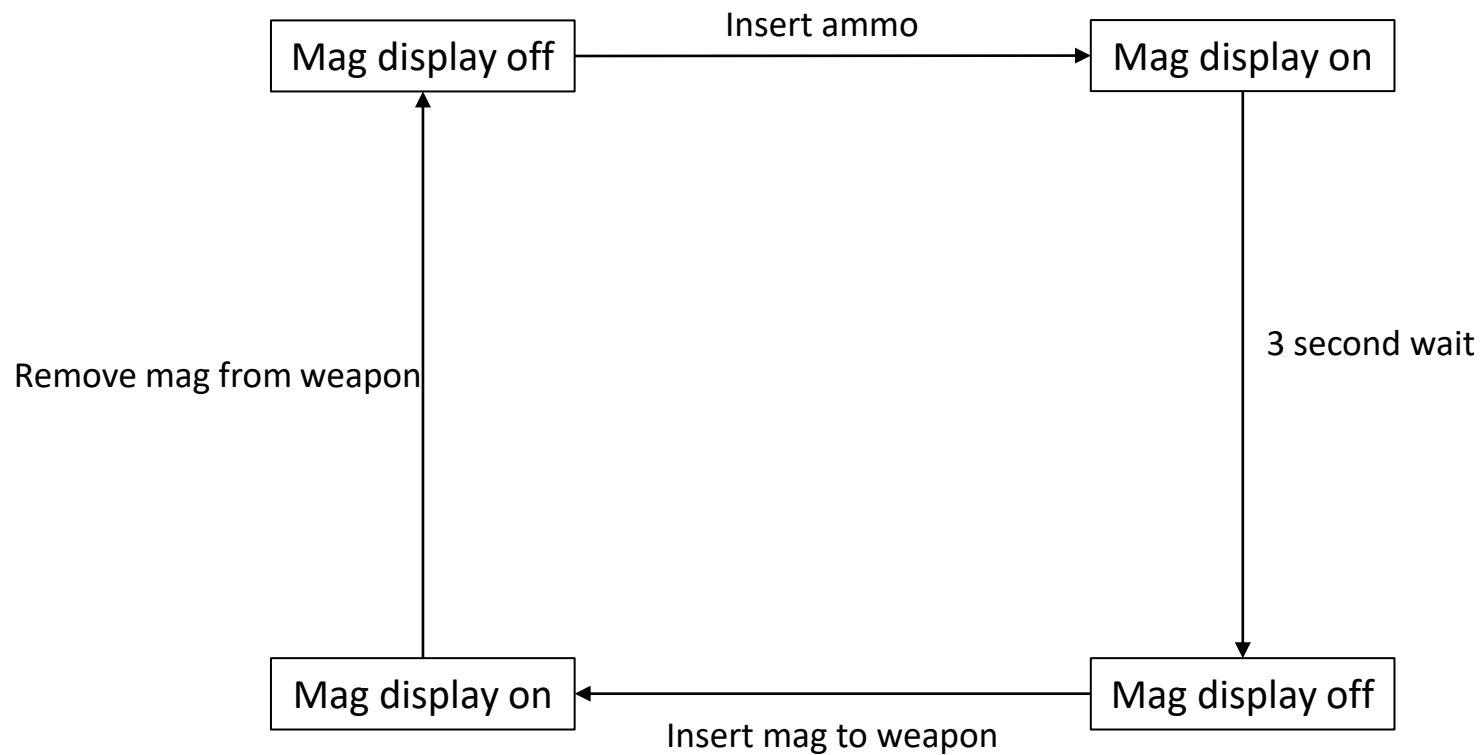 Insert ammo
Mag display off
Mag display on
3 second wait
Remove mag from weapon
Mag display on
Mag display off
Insert mag to weapon